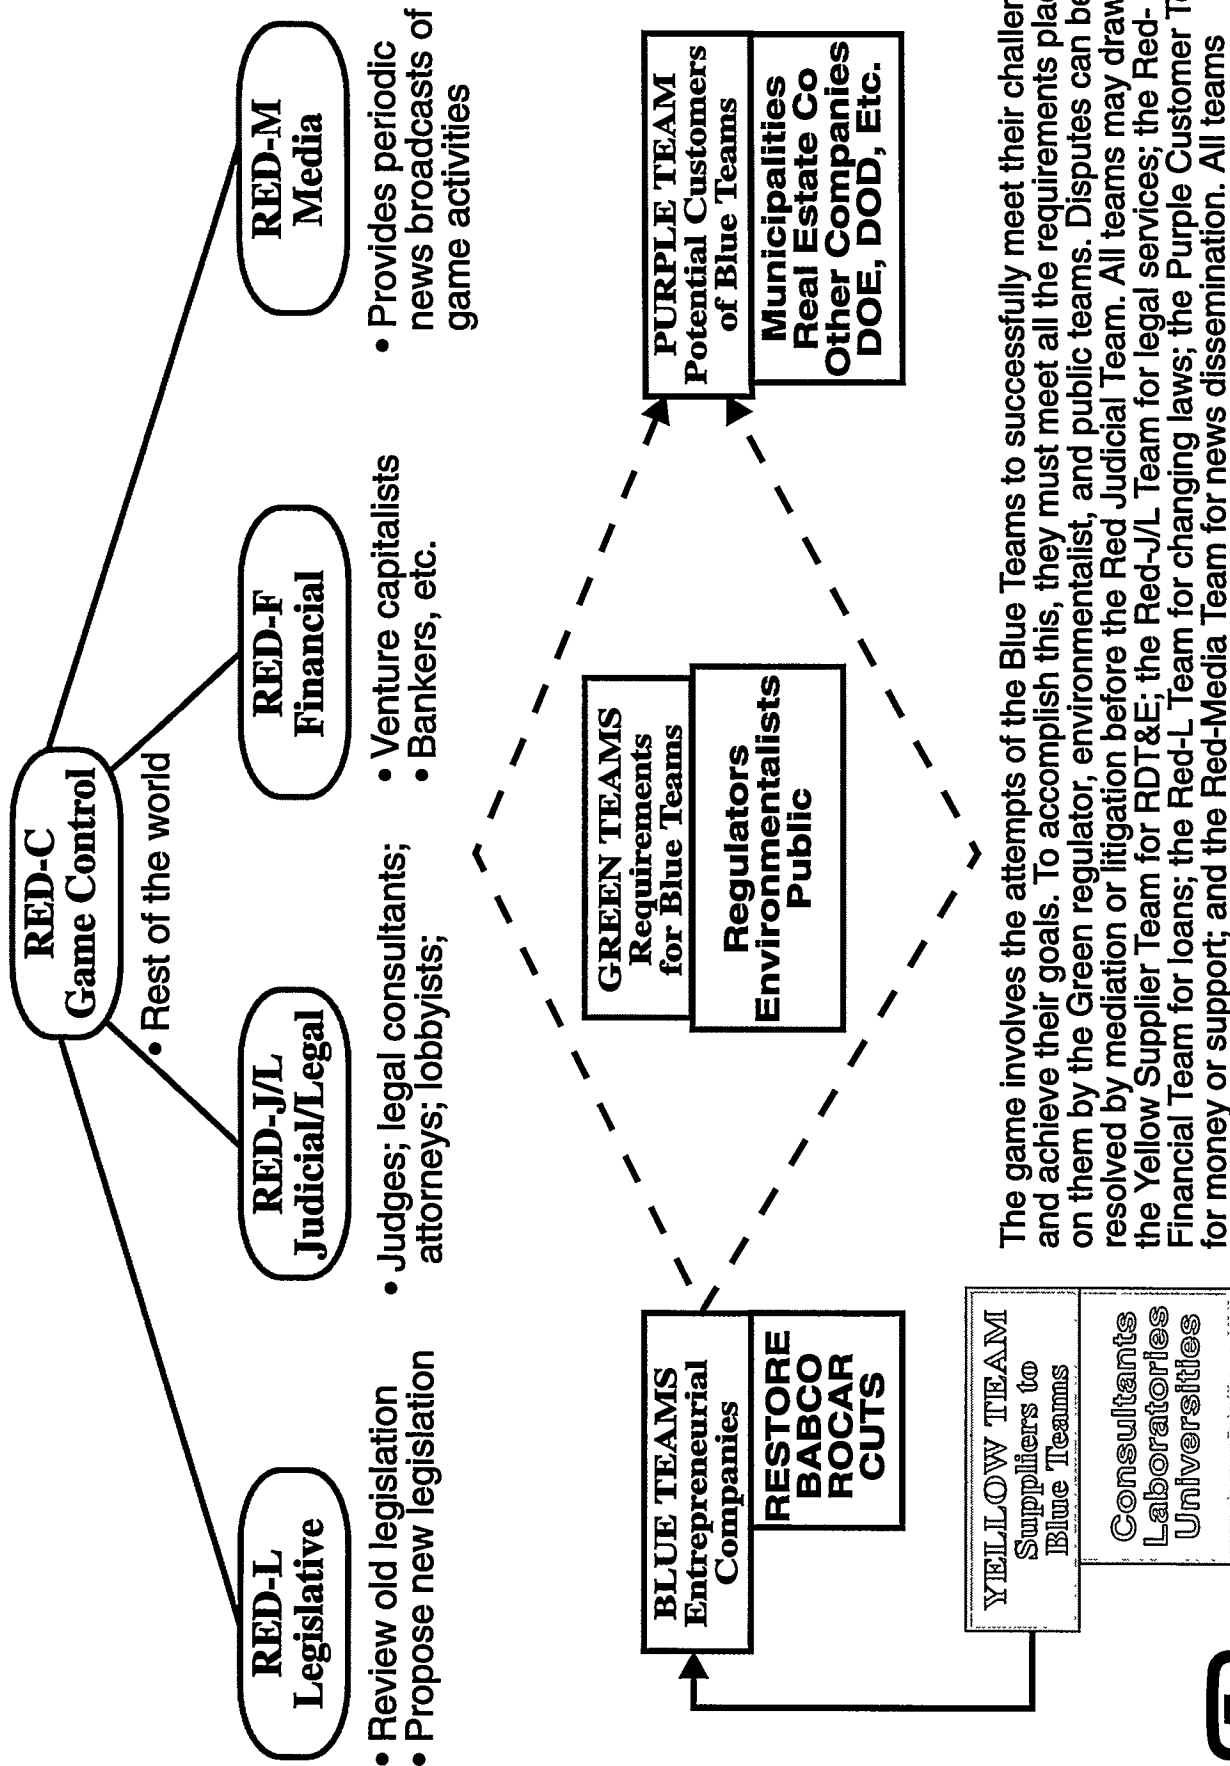 RED-C
Game Control
• Rest of the world
RED-L
Legislative
• Review old legislation
• Propose new legislation
RED-J/L
Judicial/Legal
• Judges; legal consultants;
attorneys; lobbyists;
RED-F
Financial
• Venture capitalists
• Bankers, etc.
RED-M
Media
• Provides periodic
news broadcasts of
game activities
BLUE TEAMS
Entrepreneurial
Companies
RESTORE
BABCO
ROCAR
CUTS
GREEN TEAMS
Requirements
for Blue Teams
Regulators
Environmentalists
Public
PURPLE TEAM
Potential Customers
of Blue Teams
Municipalities
Real Estate Co
Other Companies
DOE, DOD, Etc.
YELLOW TEAM
Suppliers to
Blue Teams
Consultants
Laboratories
Universities
The game involves the attempts of the Blue Teams to successfully meet their
and achieve their goals. To accomplish this, they must meet all the requirements
on them by the Green regulator, environmentalist, and public teams. Disputes can be
resolved by mediation or litigation before the Red Judicial Team. All teams may draw
the Yellow Supplier Team for RDT&E; the Red-J/L Team for legal services; the Red-
Financial Team for loans; the Red-L Team for changing laws; the Purple Customer
for money or support; and the Red-Media Team for news dissemination. All teams